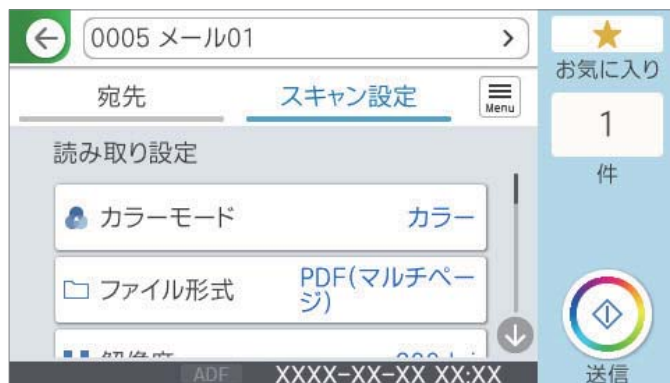 0005 メール01
お気に入り
宛先
スキャン設定
Menu
1
件
読み取り設定
カラーモード
カラー
ファイル形式
PDF(マルチペー
ジ)
ADF
XXXX-XX-XX XX:XX
送信